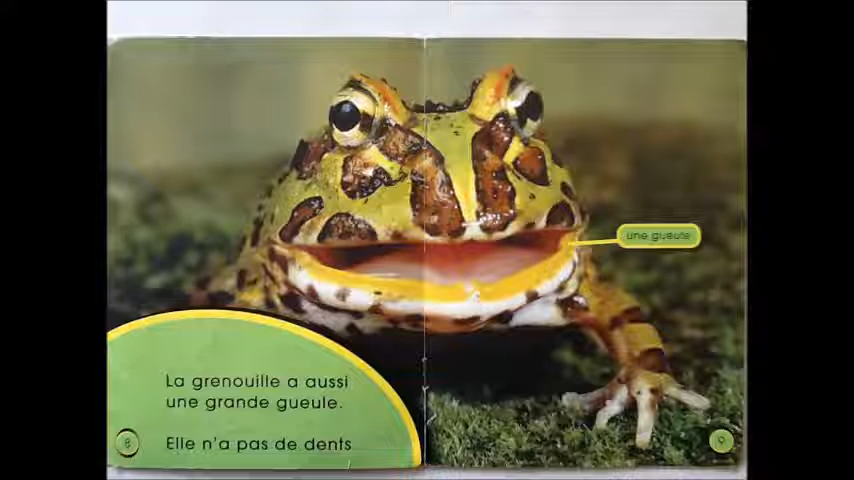 La grenouille a aussi
une grande gueule.
Elle n'a pas de dents
8
une gueule
9